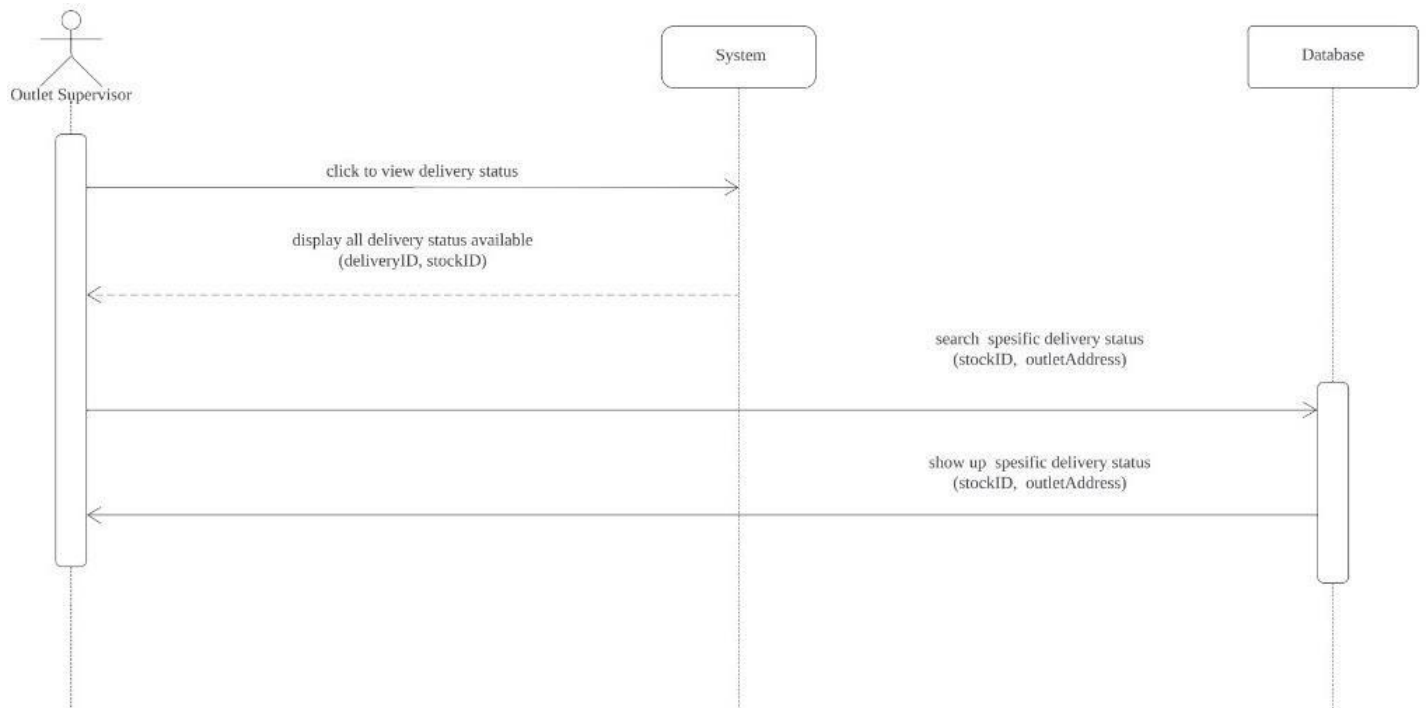 Outlet Supervisor
System
Database
click to view delivery status
display all delivery status available
(deliveryID, stockID)
search spesific delivery status
(stockID, outletAddress)
show up spesific delivery status
(stockID, outletAddress)